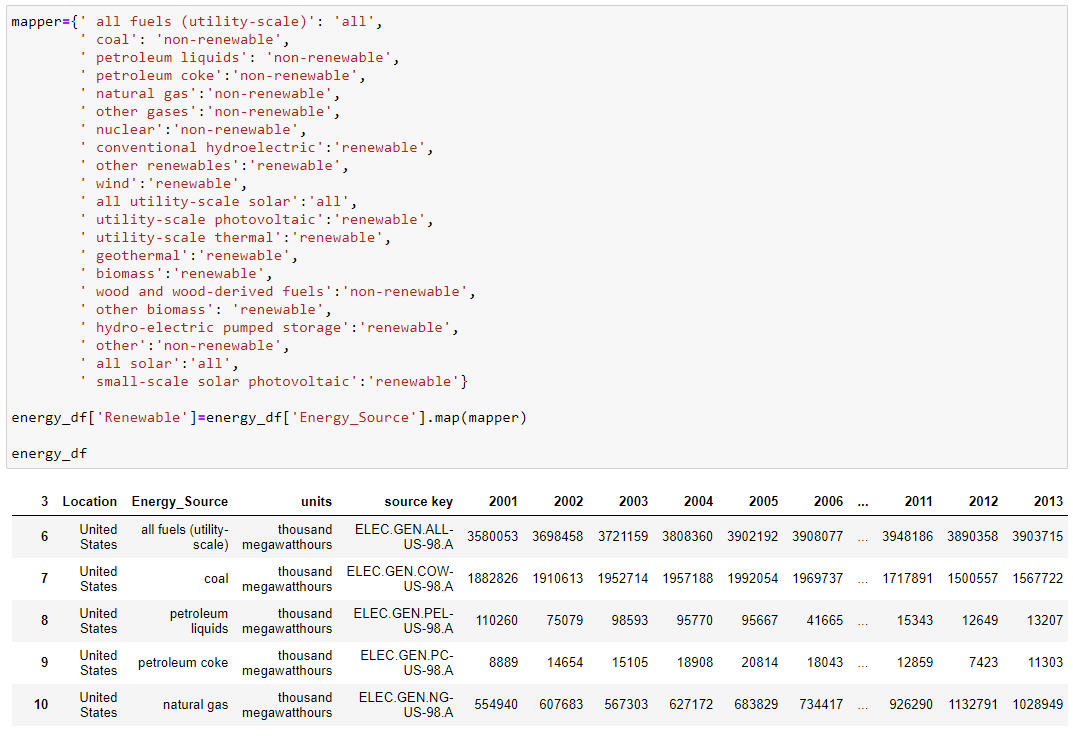 mapper={' all fuels (utility-scale)': 'all',
' coal': 'non-renewable',
' petroleum liquids': 'non-renewable',
' petroleum coke':'non-renewable',
' natural gas':'non-renewable',
' other gases':'non-renewable',
' nuclear':'non-renewable',
' conventional hydroelectric':'renewable',
' other renewables':'renewable',
' wind':'renewable',
' all utility-scale solar':'all',
' utility-scale photovoltaic':'renewable',
' utility-scale thermal':'renewable',
' geothermal':'renewable',
' biomass':'renewable',
' wood and wood-derived fuels':'non-renewable',
' other biomass': 'renewable',
' hydro-electric pumped storage':'renewable',
' other':'non-renewable',
' all solar':'all',
' small-scale solar photovoltaic':'renewable'}
energy_df['Renewable']=energy_df['Energy_Source'].map(mapper)
energy_df
3 Location Energy_Source units source key 2001 2002 2003 2004 2005 2006 ... 2011 2012 2013
6 United States all fuels (utility-scale) thousand megawatthours ELEC.GEN.ALL-US-98.A 3580053 3698458 3721159 3808360 3902192 3908077 ... 3948186 3890358 3903715
7 United States coal thousand megawatthours ELEC.GEN.COW-US-98.A 1882826 1910613 1952714 1957188 1992054 1969737 ... 1717891 1500557 1567722
8 United States petroleum liquids thousand megawatthours ELEC.GEN.PEL-US-98.A 110260 75079 98593 95770 95667 41665 ... 15343 12649 13207
9 United States petroleum coke thousand megawatthours ELEC.GEN.PC-US-98.A 8889 14654 15105 18908 20814 18043 ... 12859 7423 11303
10 United States natural gas thousand megawatthours ELEC.GEN.NG-US-98.A 554940 607683 567303 627172 683829 734417 ... 926290 1132791 1028949